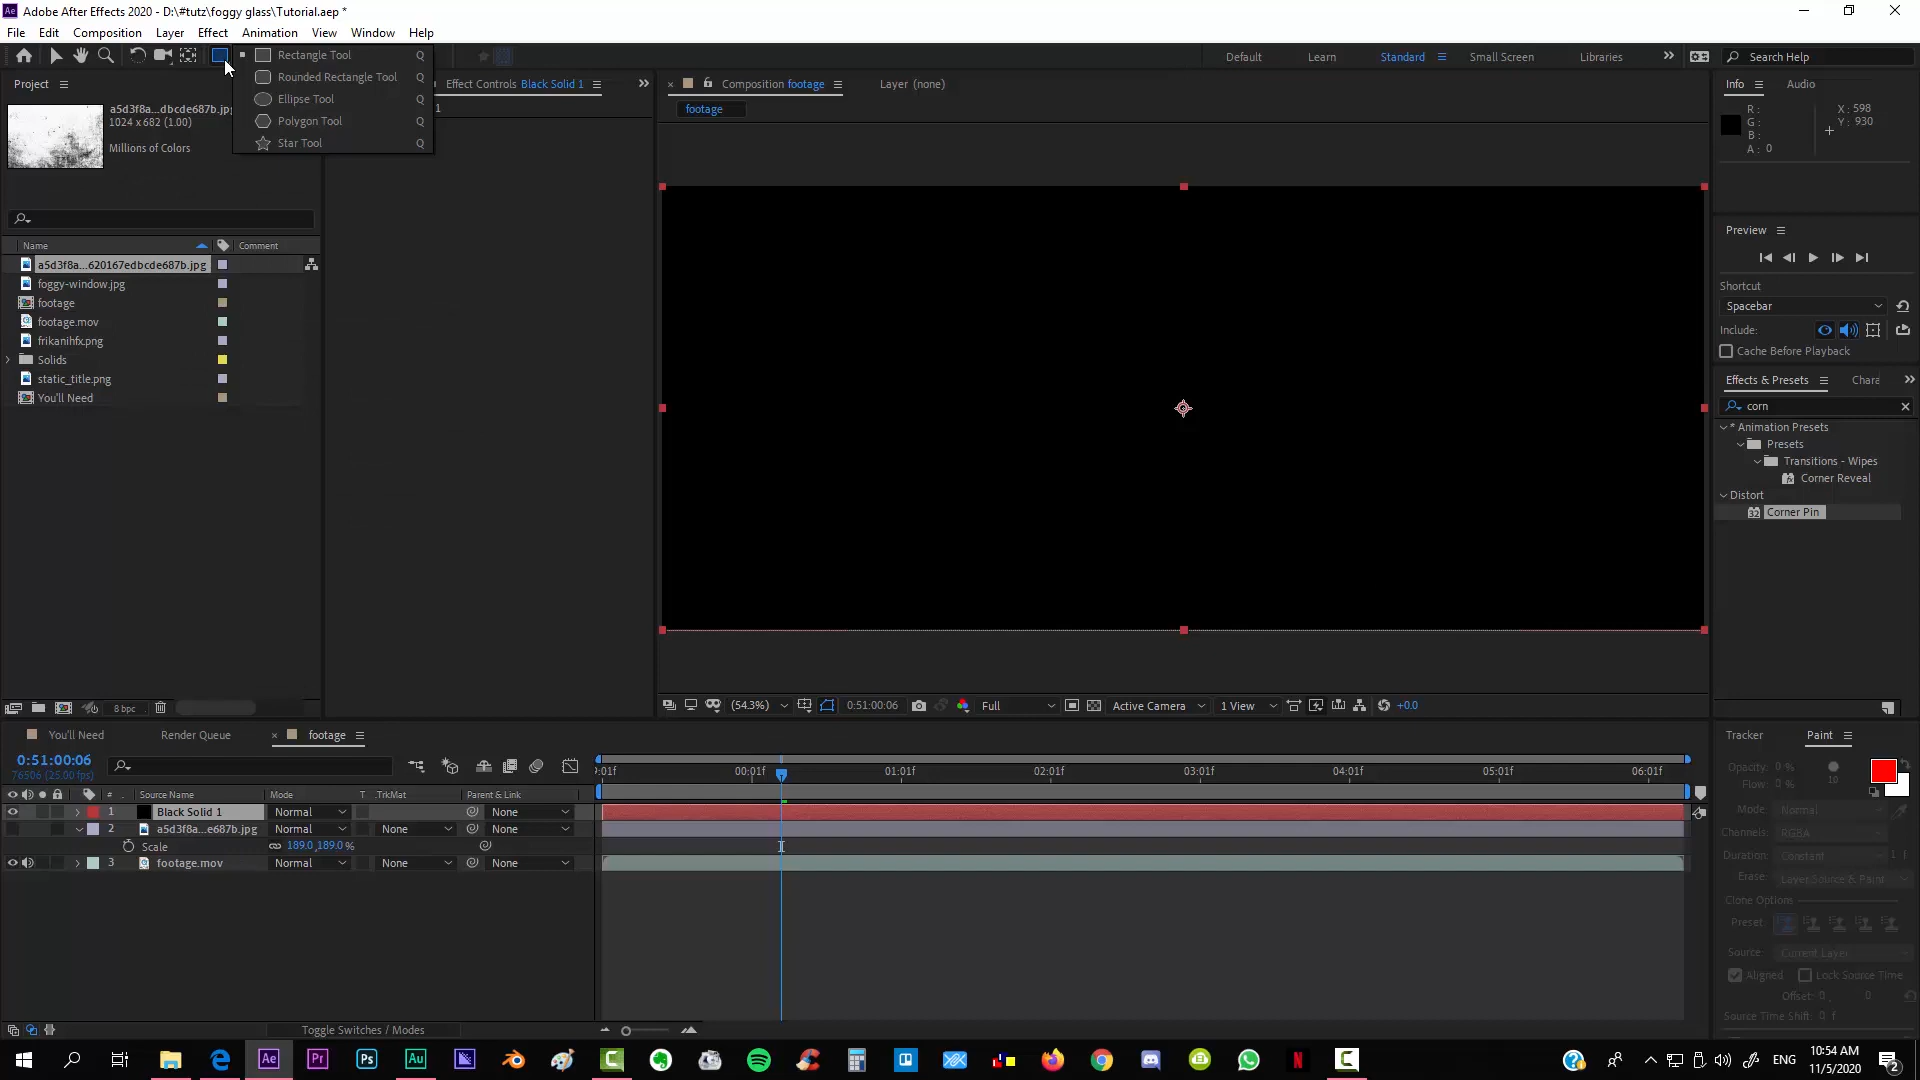 Adobe After Effects 2020 - D:\#tutz\foggy glass\Tutorial.aep *
File Edit Composition Layer Effect Animation View Window Help
Rectangle Tool Q
Rounded Rectangle Tool Q
Ellipse Tool Q
Polygon Tool Q
Star Tool Q
Default Learn Standard Small Screen Libraries Search Help
Project
a5d3f8a...dbcde687b.jpg
1024 x 682 (1.00)
Millions of Colors
Effect Controls Black Solid 1
Composition footage
Layer (none)
footage
Info Audio
R :
G :
B :
A : 0
X : 598
Y : 930
Preview
Shortcut
Spacebar
Include:
Cache Before Playback
Effects & Presets
corn
* Animation Presets
Presets
Transitions - Wipes
Corner Reveal
Distort
Corner Pin
Name Comment
a5d3f8a...620167edbcde687b.jpg
foggy-window.jpg
footage
footage.mov
frikanihfx.png
Solids
static_title.png
You'll Need
8 bpc
(54.3%) 0:51:00:06 Full Active Camera 1 View +0.0
You'll Need Render Queue footage
0:51:00:06
76506 (25.00 fps)
00:01f 01:01f 02:01f 03:01f 04:01f 05:01f 06:01f
# Source Name Mode T .TrkMat Parent & Link
1 Black Solid 1 Normal None
2 a5d3f8a...e687b.jpg Normal None None
Scale 189.0,189.0 %
3 footage.mov Normal None None
Toggle Switches / Modes
Tracker Paint
Opacity: 0 %
Flow: 0 %
10
Mode: Normal
Channels: RGBA
Duration: Constant 1 f
Erase: Layer Source & Paint
Clone Options
Preset:
Source: Current Layer
Aligned Lock Source Time
Offset: 0 , 0
Source Time Shift: 0 f
ENG
10:54 AM
11/5/2020
2